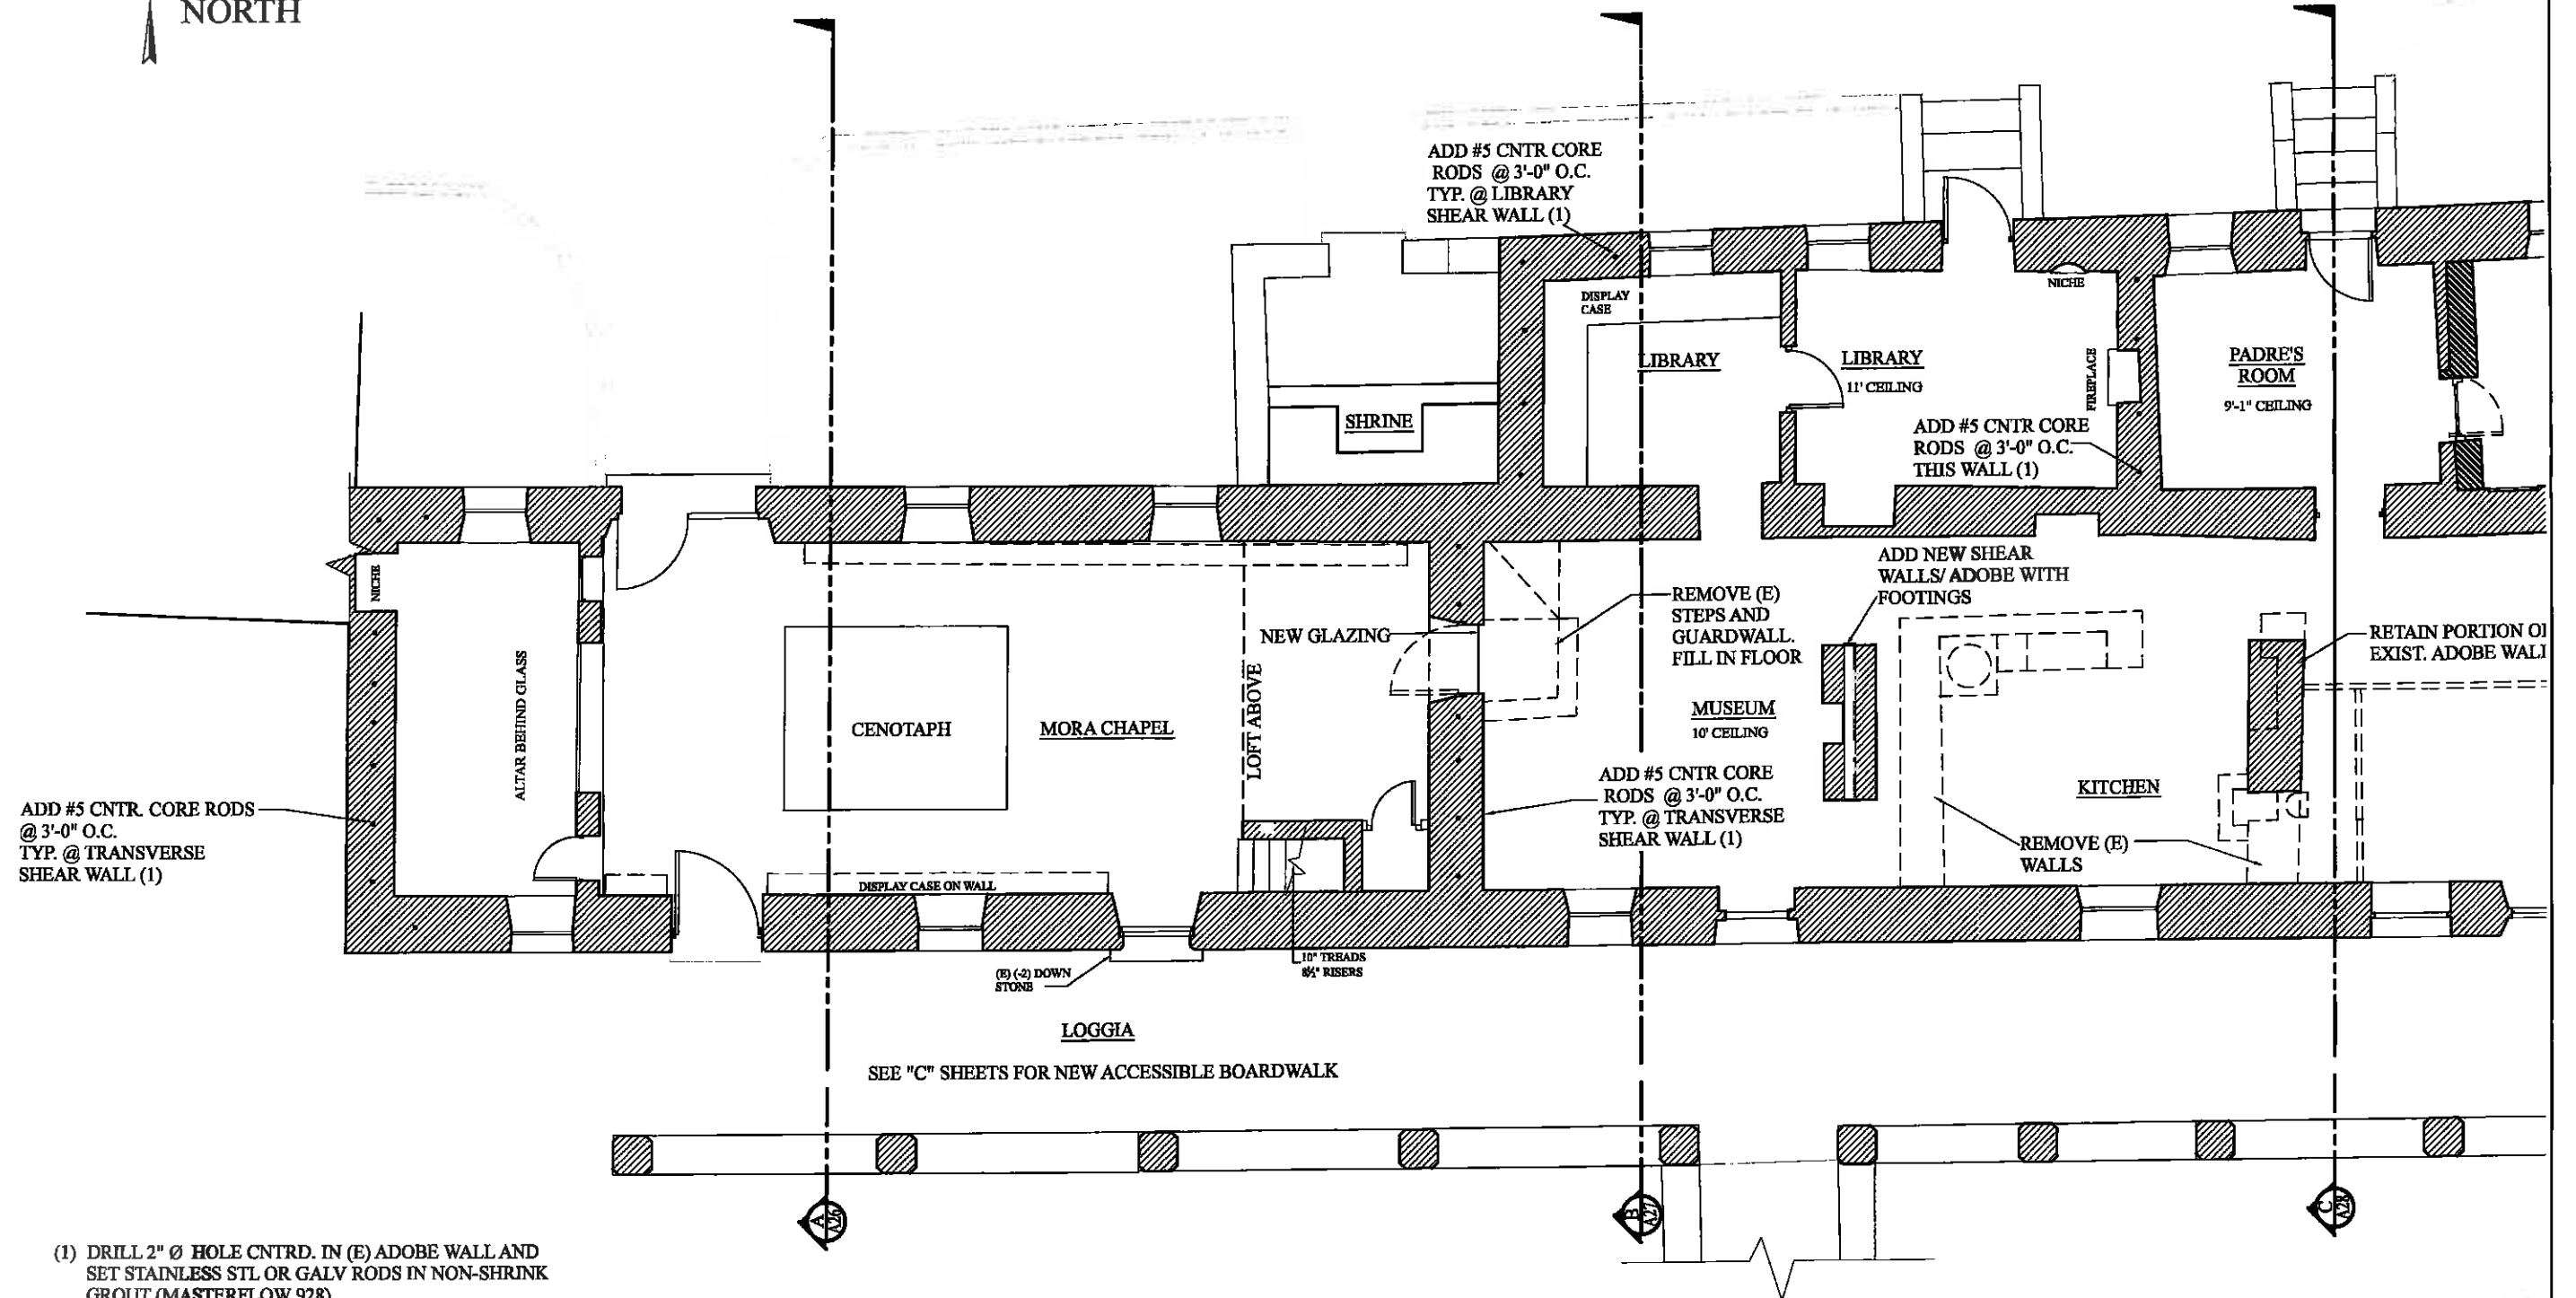 NORTH
ADD #5 CNTR CORE
RODS @ 3'-0" O.C.
TYP. @ LIBRARY
SHEAR WALL (1)
DISPLAY
CASE
LIBRARY
LIBRARY
11' CEILING
NICHE
FIREPLACE
PADRE'S
ROOM
9'-1" CEILING
SHRINE
ADD #5 CNTR CORE
RODS @ 3'-0" O.C.
THIS WALL (1)
NICHE
ALTAR BEHIND GLASS
CENOTAPH
MORA CHAPEL
LOFT ABOVE
NEW GLAZING
REMOVE (E)
STEPS AND
GUARDWALL.
FILL IN FLOOR
ADD NEW SHEAR
WALLS/ ADOBE WITH
FOOTINGS
RETAIN PORTION O
EXIST. ADOBE WALL
MUSEUM
10' CEILING
KITCHEN
ADD #5 CNTR CORE
RODS @ 3'-0" O.C.
TYP. @ TRANSVERSE
SHEAR WALL (1)
REMOVE (E)
WALLS
ADD #5 CNTR. CORE RODS
@ 3'-0" O.C.
TYP. @ TRANSVERSE
SHEAR WALL (1)
DISPLAY CASE ON WALL
(E) (-2) DOWN
STONE
10" TREADS
8½" RISERS
LOGGIA
SEE "C" SHEETS FOR NEW ACCESSIBLE BOARDWALK
A
A26
B
A27
C
A28
(1) DRILL 2" Ø HOLE CNTRD. IN (E) ADOBE WALL AND
SET STAINLESS STL OR GALV RODS IN NON-SHRINK
GROUT (MASTERFLOW 928)